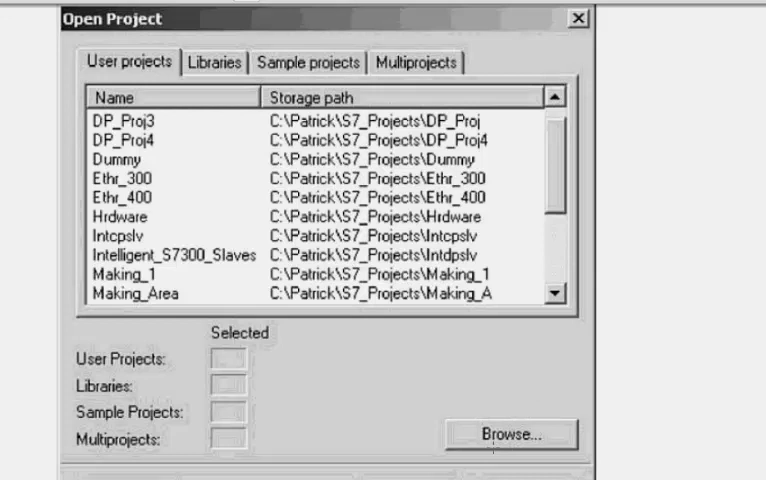 Open Project
User projects Libraries Sample projects Multiprojects
Name Storage path
DP_Proj3 C:\Patrick\S7_Projects\DP_Proj
DP_Proj4 C:\Patrick\S7_Projects\DP_Proj4
Dummy C:\Patrick\S7_Projects\Dummy
Ethr_300 C:\Patrick\S7_Projects\Ethr_300
Ethr_400 C:\Patrick\S7_Projects\Ethr_400
Hrdware C:\Patrick\S7_Projects\Hrdware
Intcpslv C:\Patrick\S7_Projects\Intcpslv
Intelligent_S7300_Slaves C:\Patrick\S7_Projects\Intdpslv
Making_1 C:\Patrick\S7_Projects\Making_1
Making_Area C:\Patrick\S7_Projects\Making_A
Selected
User Projects:
Libraries:
Sample Projects:
Multiprojects:
Browse...